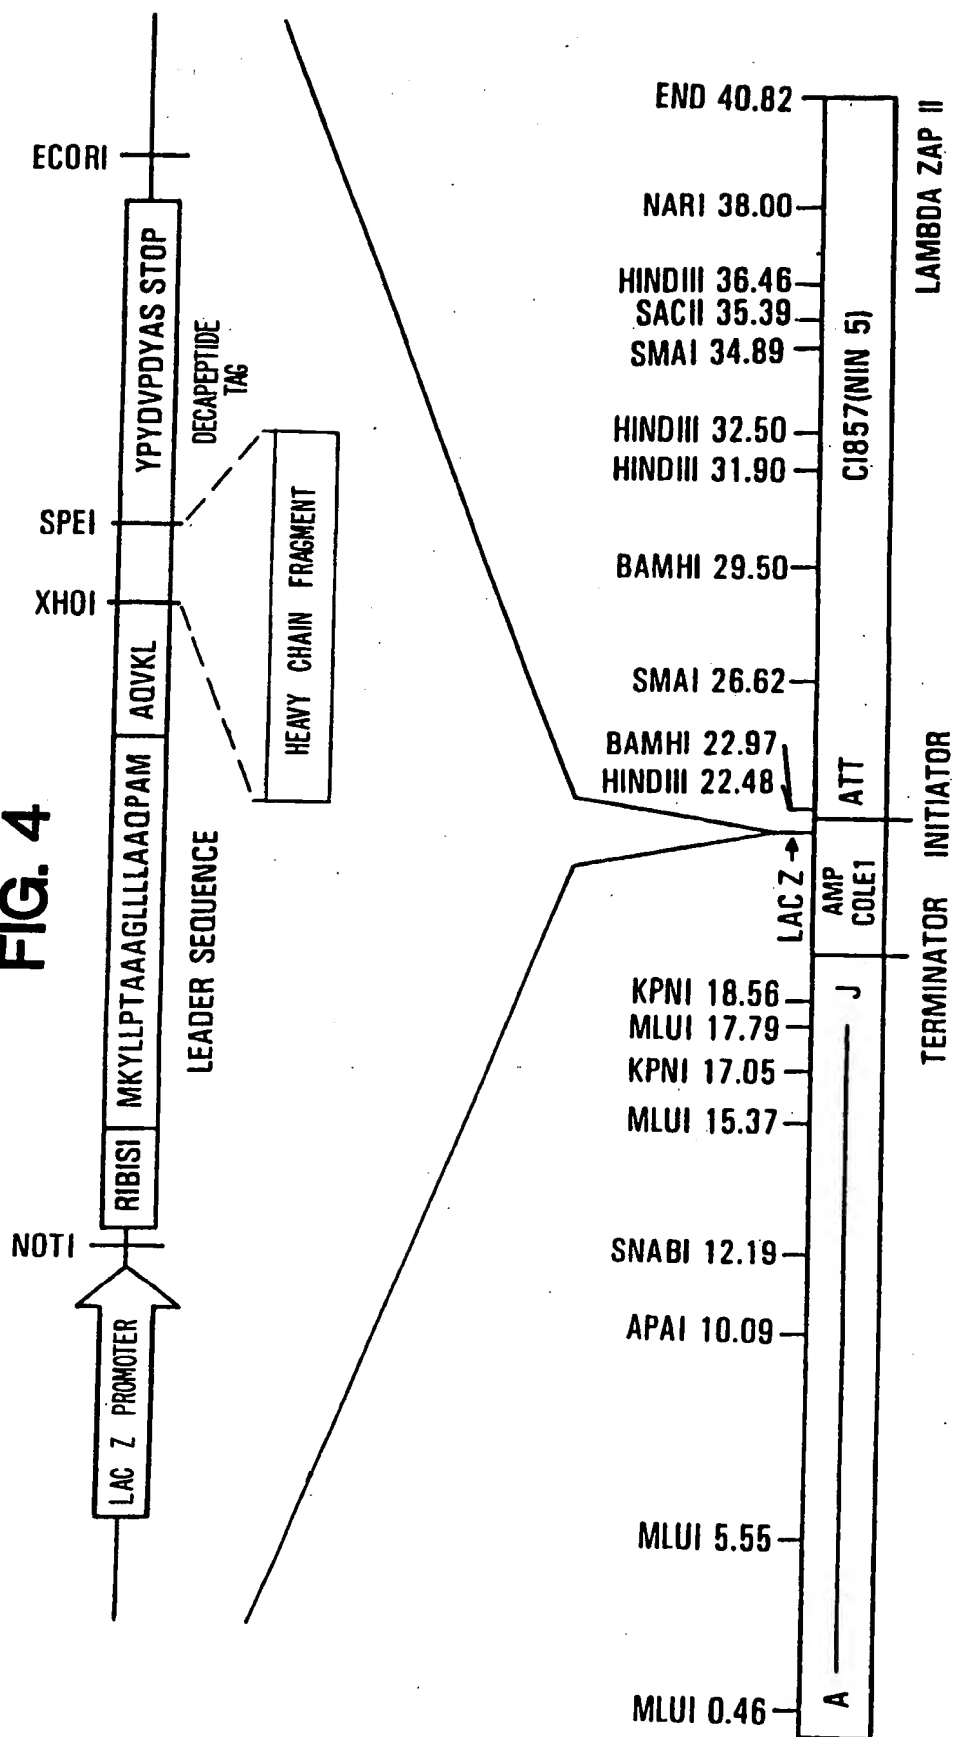 FIG. 4
LAC Z PROMOTER
NOTI
RIBISI
MKYLLPTAAAGLLLLAAQPAM
AQVKL
XHOI
SPEI
YPYDVPDYAS STOP
ECORI
LEADER SEQUENCE
DECAPEPTIDE
TAG
HEAVY CHAIN FRAGMENT
END 40.82
NARI 38.00
HINDIII 36.46
SACII 35.39
SMAI 34.89
HINDIII 32.50
HINDIII 31.90
BAMHI 29.50
SMAI 26.62
BAMHI 22.97
HINDIII 22.48
LAC Z
KPNI 18.56
MLUI 17.79
KPNI 17.05
MLUI 15.37
SNABI 12.19
APAI 10.09
MLUI 5.55
MLUI 0.46
A
J
AMP
COLE1
ATT
CI857(NIN 5)
TERMINATOR
INITIATOR
LAMBDA ZAP II